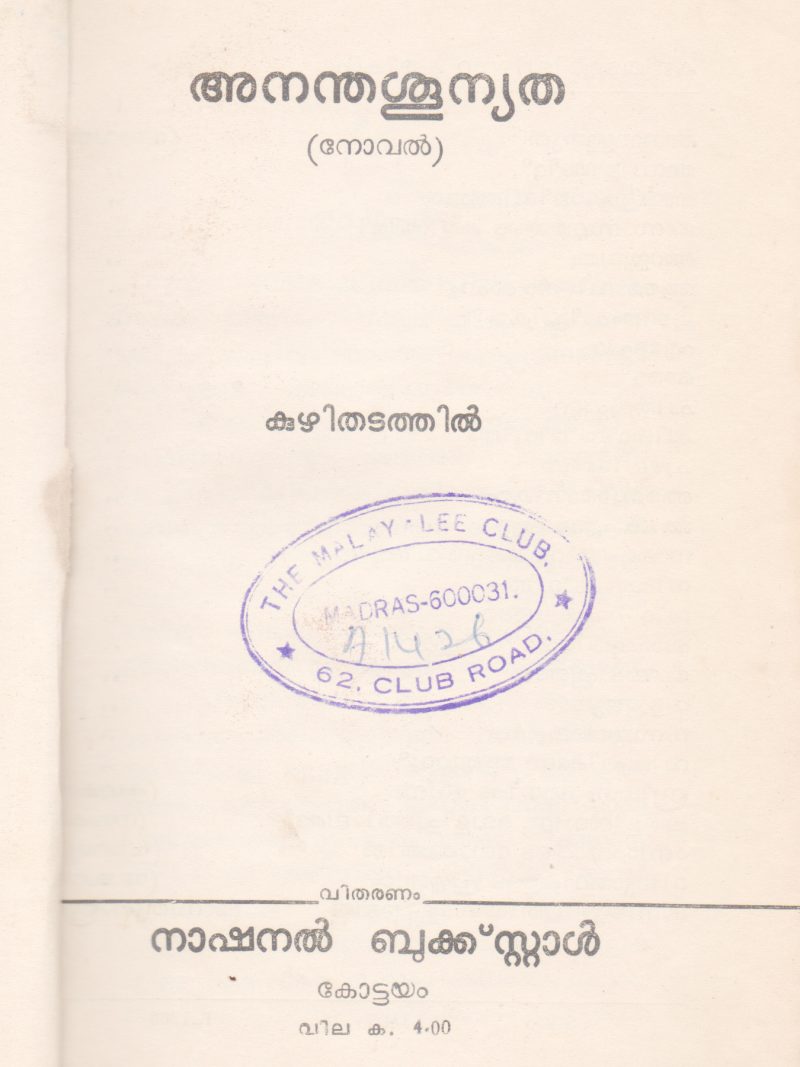 അനന്തശൂന്യത
(നോവൽ)
കുഴിതടത്തിൽ
THE MALAY·LEE CLUB.
MADRAS-600031.
A1426
62, CLUB ROAD.
വിതരണം
നാഷനൽ ബുക്ക്സ്റ്റാൾ
കോട്ടയം
വില ക. 4.00